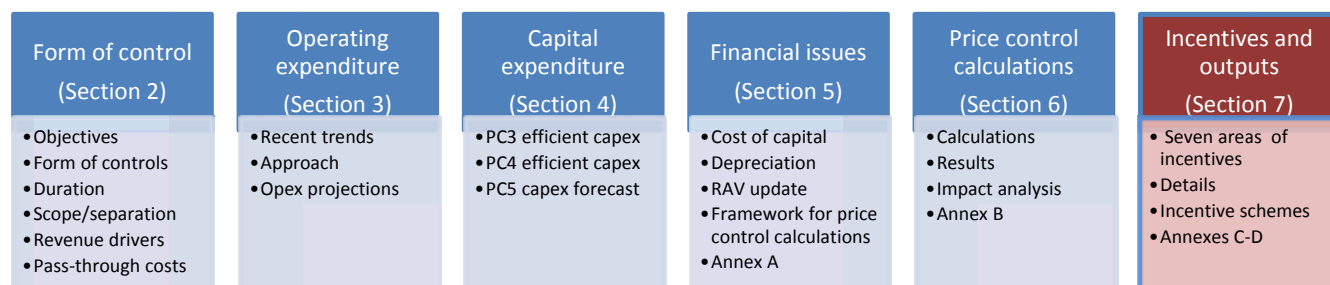 Form of control
(Section 2)
• Objectives
• Form of controls
• Duration
• Scope/separation
• Revenue drivers
• Pass-through costs
Operating
expenditure
(Section 3)
• Recent trends
• Approach
• Opex projections
Capital
expenditure
(Section 4)
• PC3 efficient capex
• PC4 efficient capex
• PC5 capex forecast
Financial issues
(Section 5)
• Cost of capital
• Depreciation
• RAV update
• Framework for price
control calculations
• Annex A
Price control
calculations
(Section 6)
• Calculations
• Results
• Impact analysis
• Annex B
Incentives and
outputs
(Section 7)
• Seven areas of
incentives
• Details
• Incentive schemes
• Annexes C-D